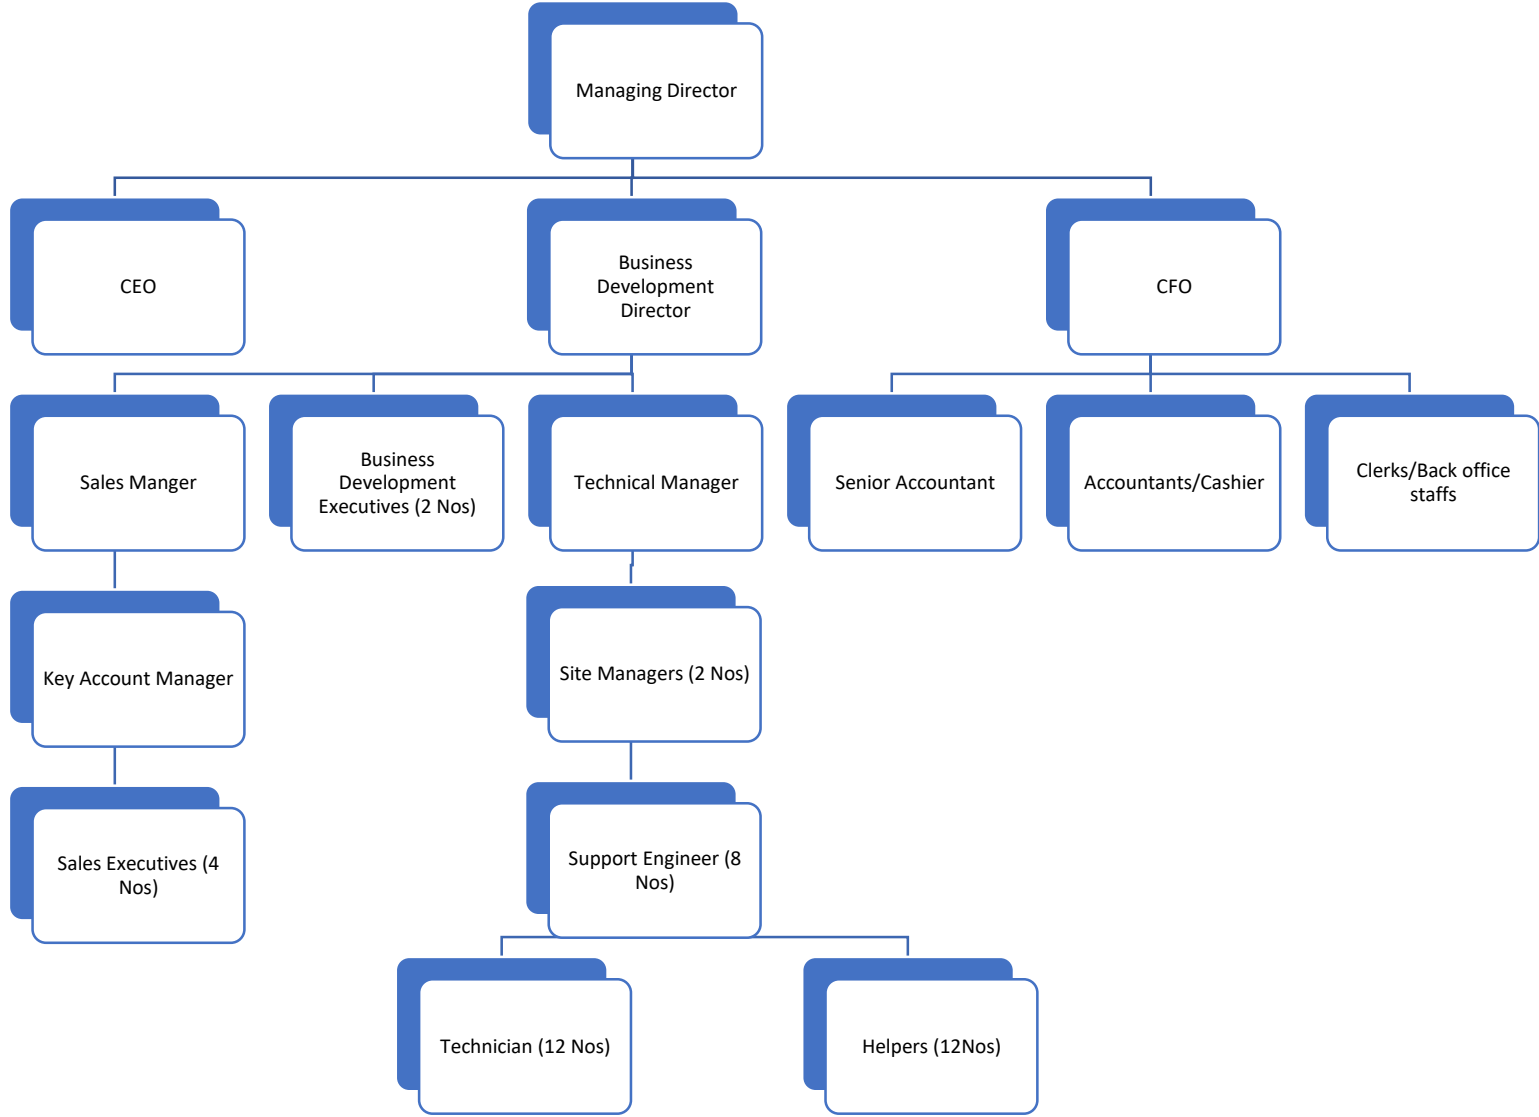 Managing Director
CEO
Business
Development
Director
CFO
Sales Manger
Business
Development
Executives (2 Nos)
Technical Manager
Senior Accountant
Accountants/Cashier
Clerks/Back office
staffs
Key Account Manager
Site Managers (2 Nos)
Sales Executives (4
Nos)
Support Engineer (8
Nos)
Technician (12 Nos)
Helpers (12Nos)